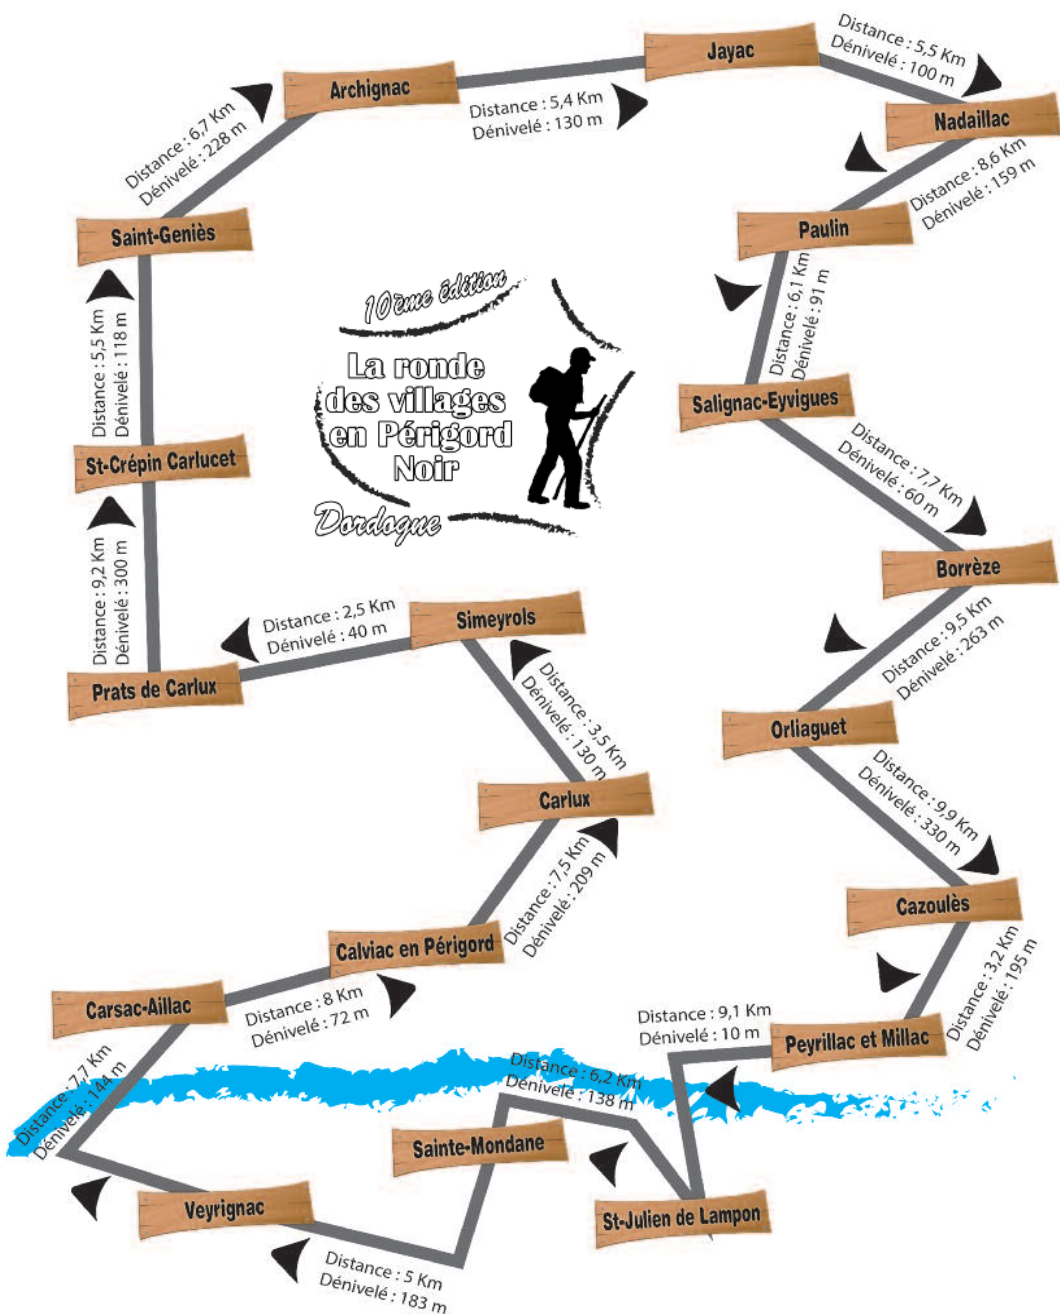 Distance : 5,5 Km
Dénivelé : 100 m
Jayac
Archignac
Distance : 5,4 Km
Dénivelé : 130 m
Nadaillac
Distance : 6,7 Km
Dénivelé : 228 m
Distance : 8,6 Km
Dénivelé : 159 m
Saint-Geniès
Paulin
10ème édition
La ronde
des villages
en Périgord
Noir
Dordogne
Distance : 6,1 Km
Dénivelé : 91 m
Distance : 5,5 Km
Dénivelé : 118 m
Salignac-Eyvigues
St-Crépin Carlucet
Distance : 7,7 Km
Dénivelé : 60 m
Borrèze
Distance : 9,2 Km
Dénivelé : 300 m
Distance : 2,5 Km
Dénivelé : 40 m
Simeyrols
Distance : 9,5 Km
Dénivelé : 263 m
Prats de Carlux
Distance : 3,5 Km
Dénivelé : 130 m
Orliaguet
Carlux
Distance : 9,9 Km
Dénivelé : 330 m
Distance : 7,5 Km
Dénivelé : 209 m
Cazoulès
Calviac en Périgord
Distance : 3,2 Km
Dénivelé : 195 m
Carsac-Aillac
Distance : 8 Km
Dénivelé : 72 m
Distance : 9,1 Km
Dénivelé : 10 m
Peyrillac et Millac
Distance : 7,7 Km
Dénivelé : 144 m
Distance : 6,2 Km
Dénivelé : 138 m
Sainte-Mondane
Veyrignac
St-Julien de Lampon
Distance : 5 Km
Dénivelé : 183 m